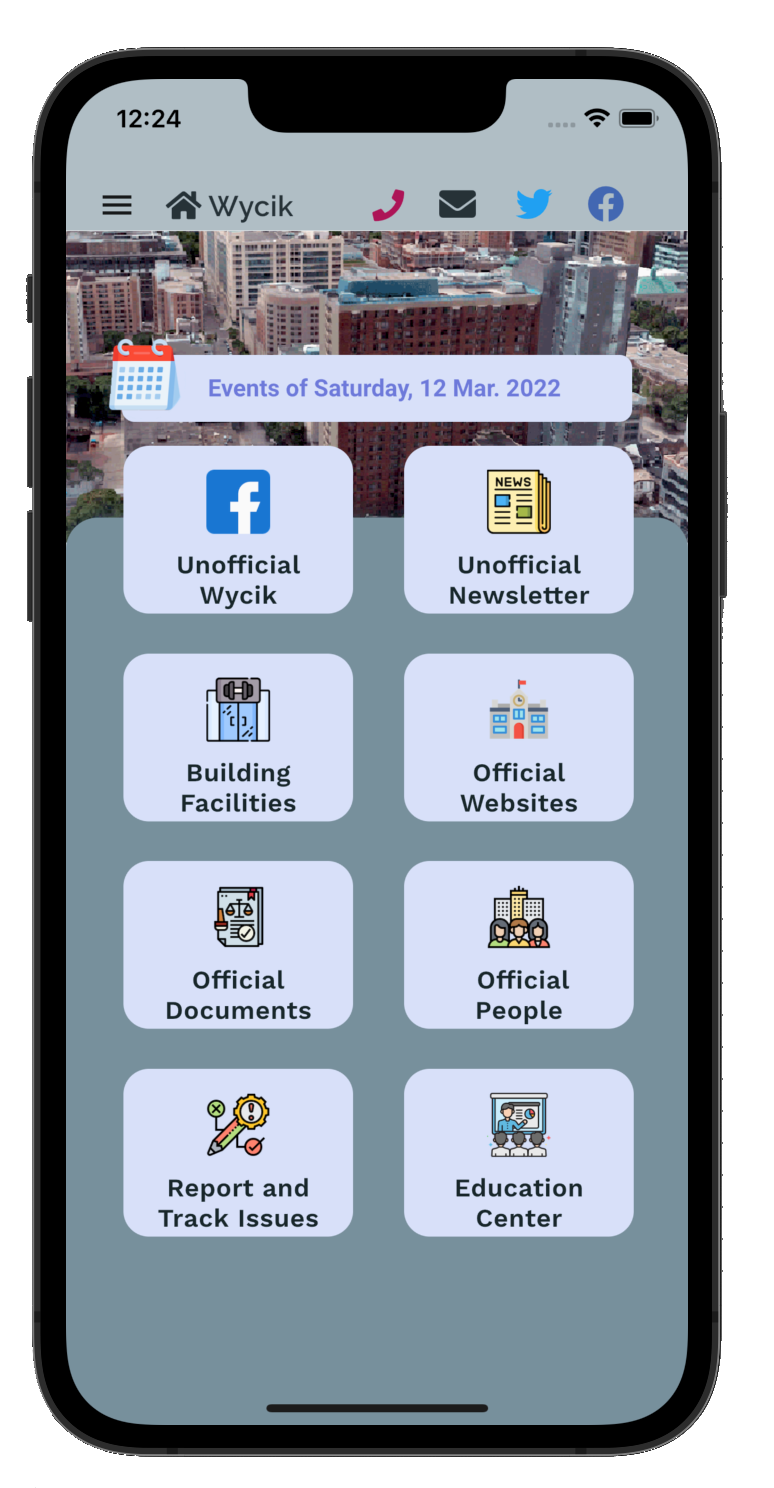 12:24
Wycik
Events of Saturday, 12 Mar. 2022
NEWS
Unofficial
Wycik
Unofficial
Newsletter
Building
Facilities
Official
Websites
Official
Documents
Official
People
Report and
Track Issues
Education
Center